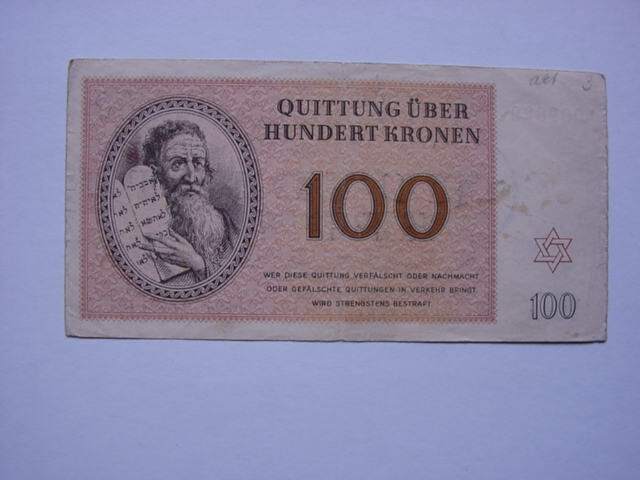 QUITTUNG ÜBER
HUNDERT KRONEN
100
WER DIESE QUITTUNG VERFÄLSCHT ODER NACHMACHT
ODER GEFÄLSCHTE QUITTUNGEN IN VERKEHR BRINGT,
WIRD STRENGSTENS BESTRAFT.
100
3